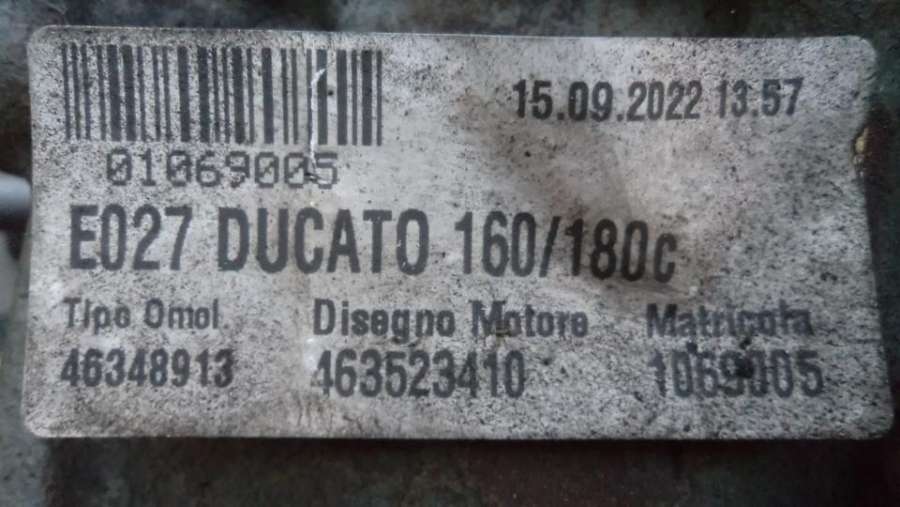 15.09.2022 13:57
01069005
E027 DUCATO 160/180c
Tipo Omol. Disegno Motore Matricola
46348913 463523410 1069005